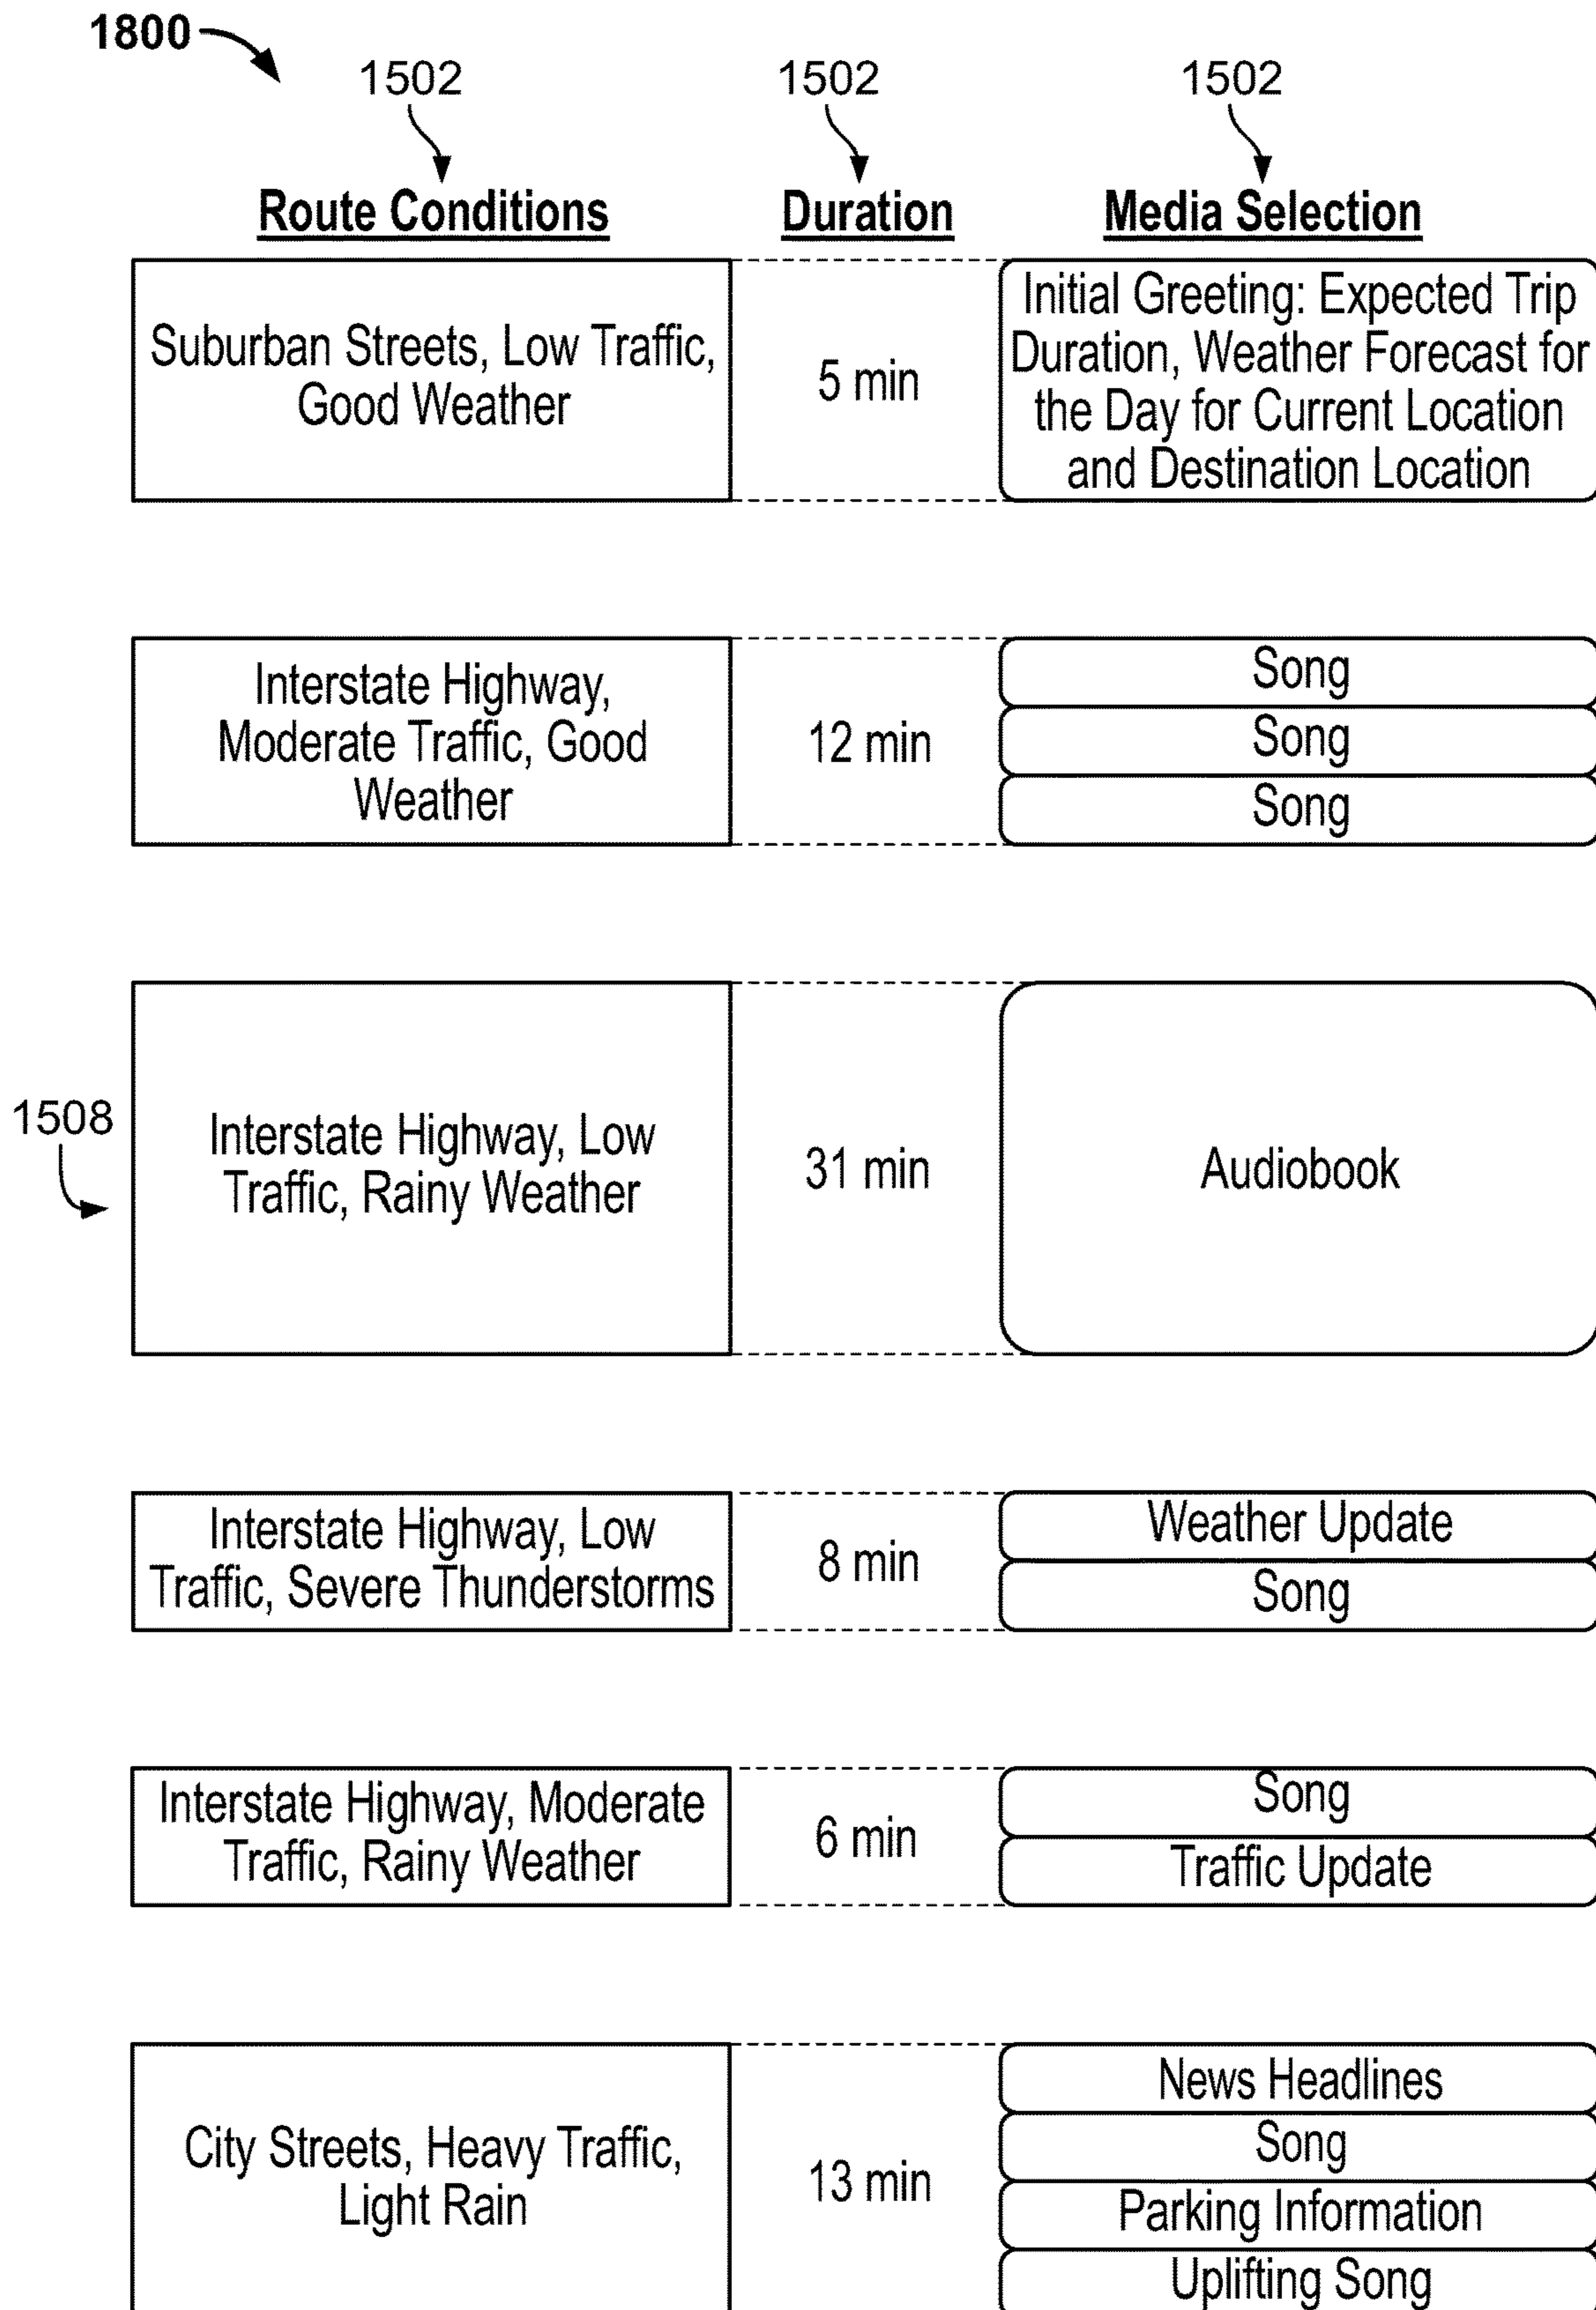 1800
1502
1502
1502
Route Conditions
Duration
Media Selection
Suburban Streets, Low Traffic,
Good Weather
5 min
Initial Greeting: Expected Trip
Duration, Weather Forecast for
the Day for Current Location
and Destination Location
Interstate Highway,
Moderate Traffic, Good
Weather
12 min
Song
Song
Song
1508
Interstate Highway, Low
Traffic, Rainy Weather
31 min
Audiobook
Interstate Highway, Low
Traffic, Severe Thunderstorms
8 min
Weather Update
Song
Interstate Highway, Moderate
Traffic, Rainy Weather
6 min
Song
Traffic Update
City Streets, Heavy Traffic,
Light Rain
13 min
News Headlines
Song
Parking Information
Uplifting Song